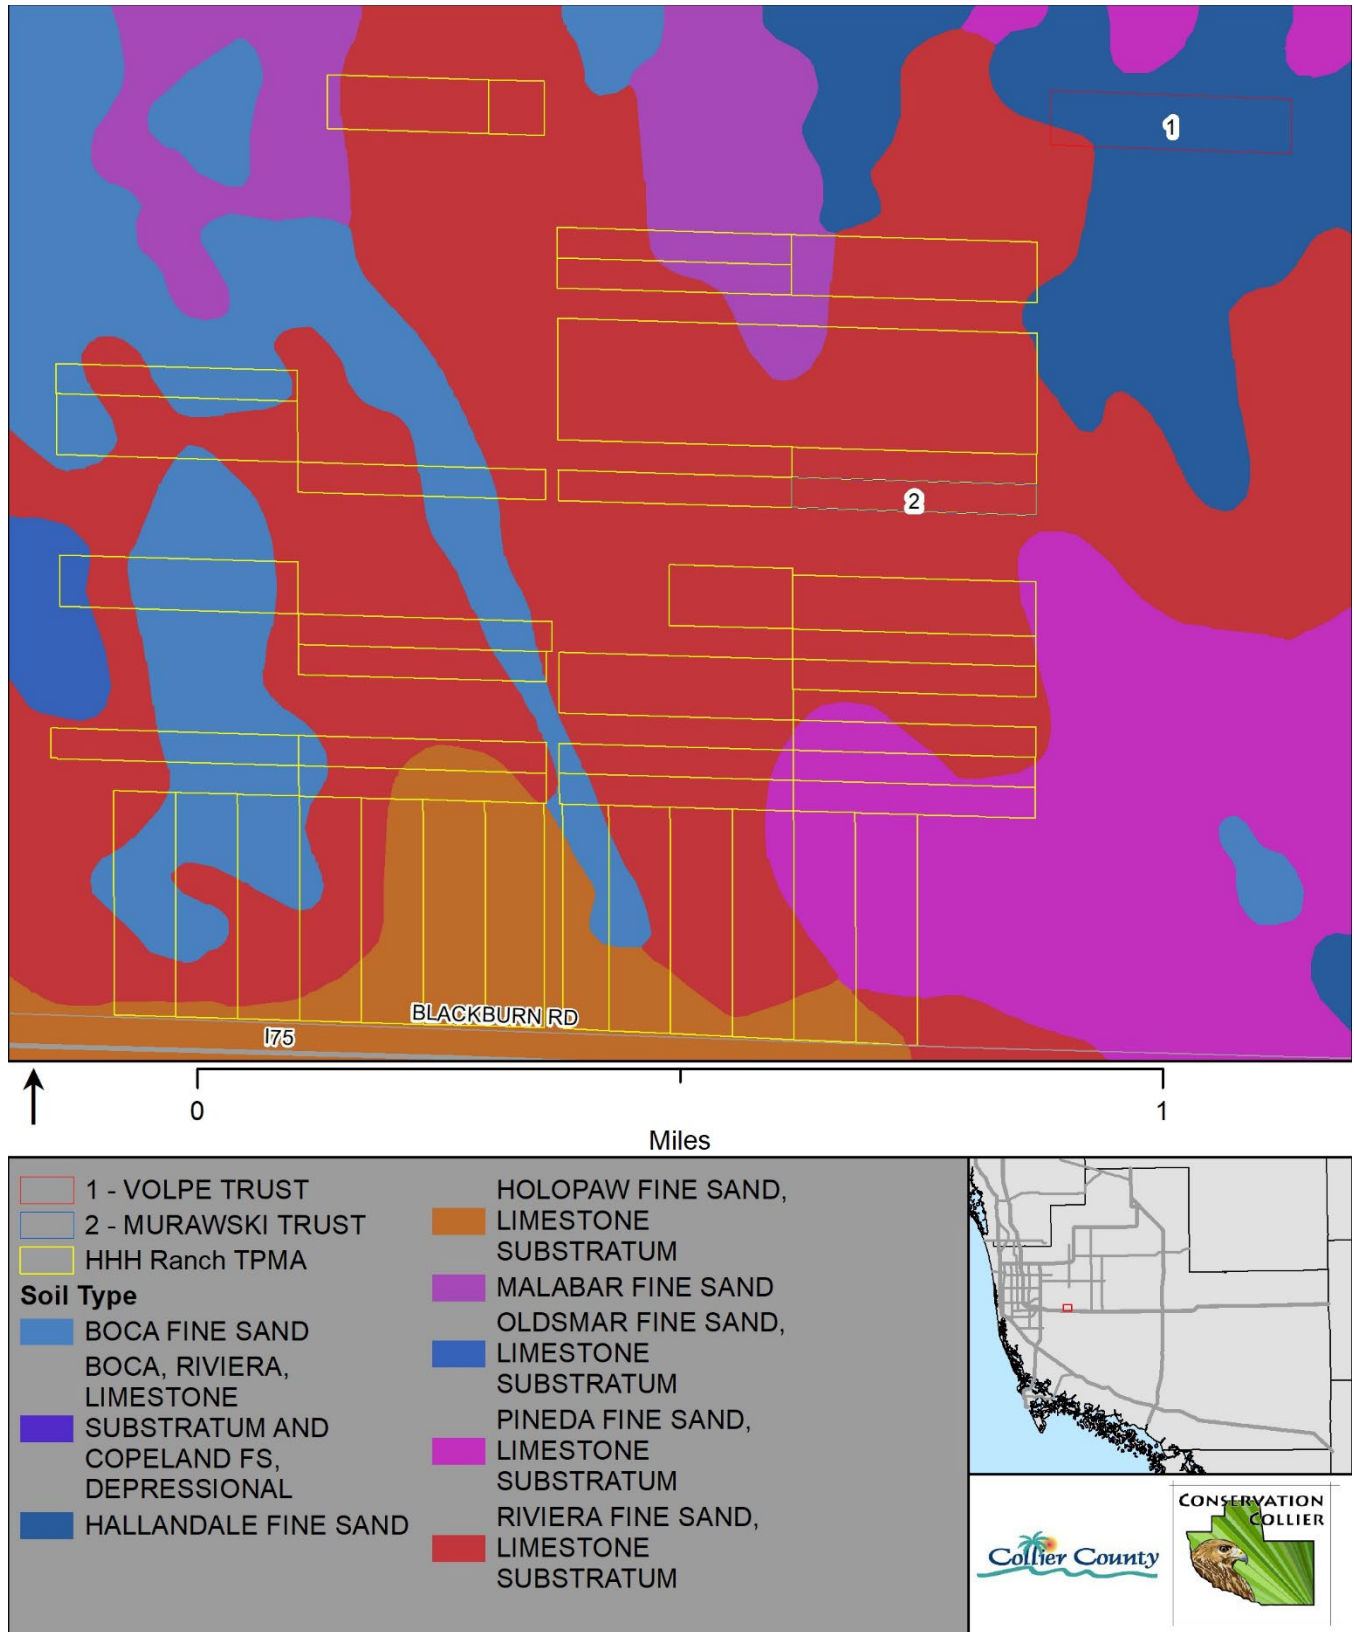 1
2
BLACKBURN RD
I75
0
1
Miles
1 - VOLPE TRUST
2 - MURAWSKI TRUST
HHH Ranch TPMA
Soil Type
BOCA FINE SAND
BOCA, RIVIERA,
LIMESTONE
SUBSTRATUM AND
COPELAND FS,
DEPRESSIONAL
HALLANDALE FINE SAND
HOLOPAW FINE SAND,
LIMESTONE
SUBSTRATUM
MALABAR FINE SAND
OLDSMAR FINE SAND,
LIMESTONE
SUBSTRATUM
PINEDA FINE SAND,
LIMESTONE
SUBSTRATUM
RIVIERA FINE SAND,
LIMESTONE
SUBSTRATUM
Collier County
CONSERVATION
COLLIER